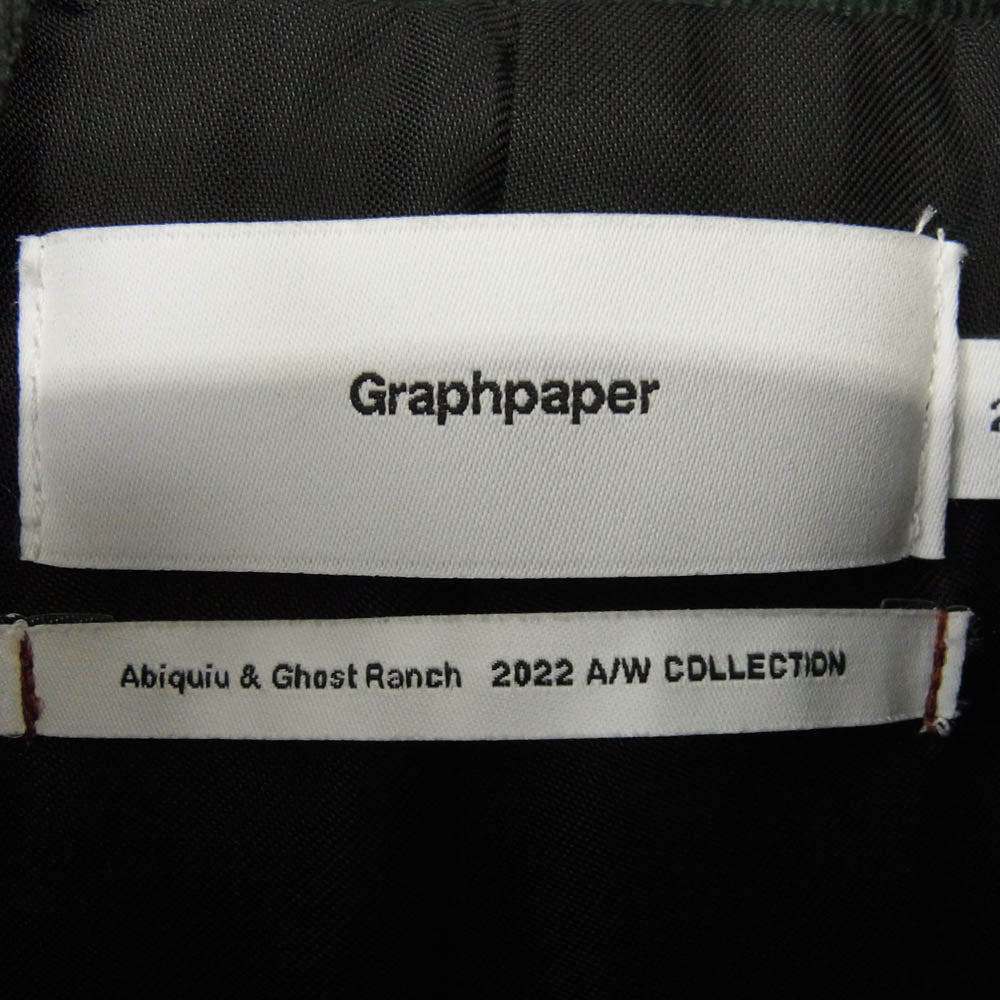 Graphpaper
Abiquiu & Ghost Ranch 2022 A/W COLLECTION